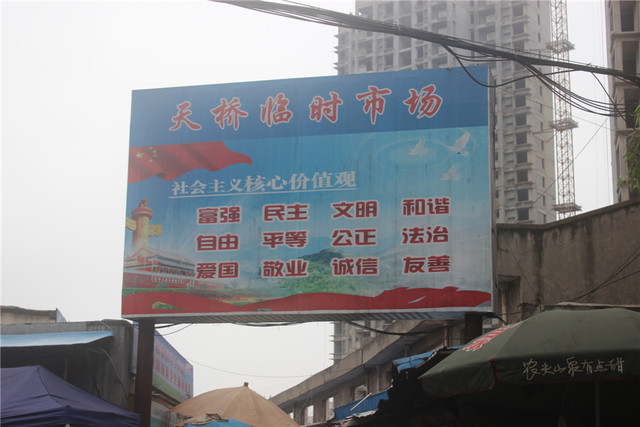 天桥临时市场
社会主义核心价值观
富强 民主 文明 和谐
自由 平等 公正 法治
爱国 敬业 诚信 友善
农夫山泉有点甜